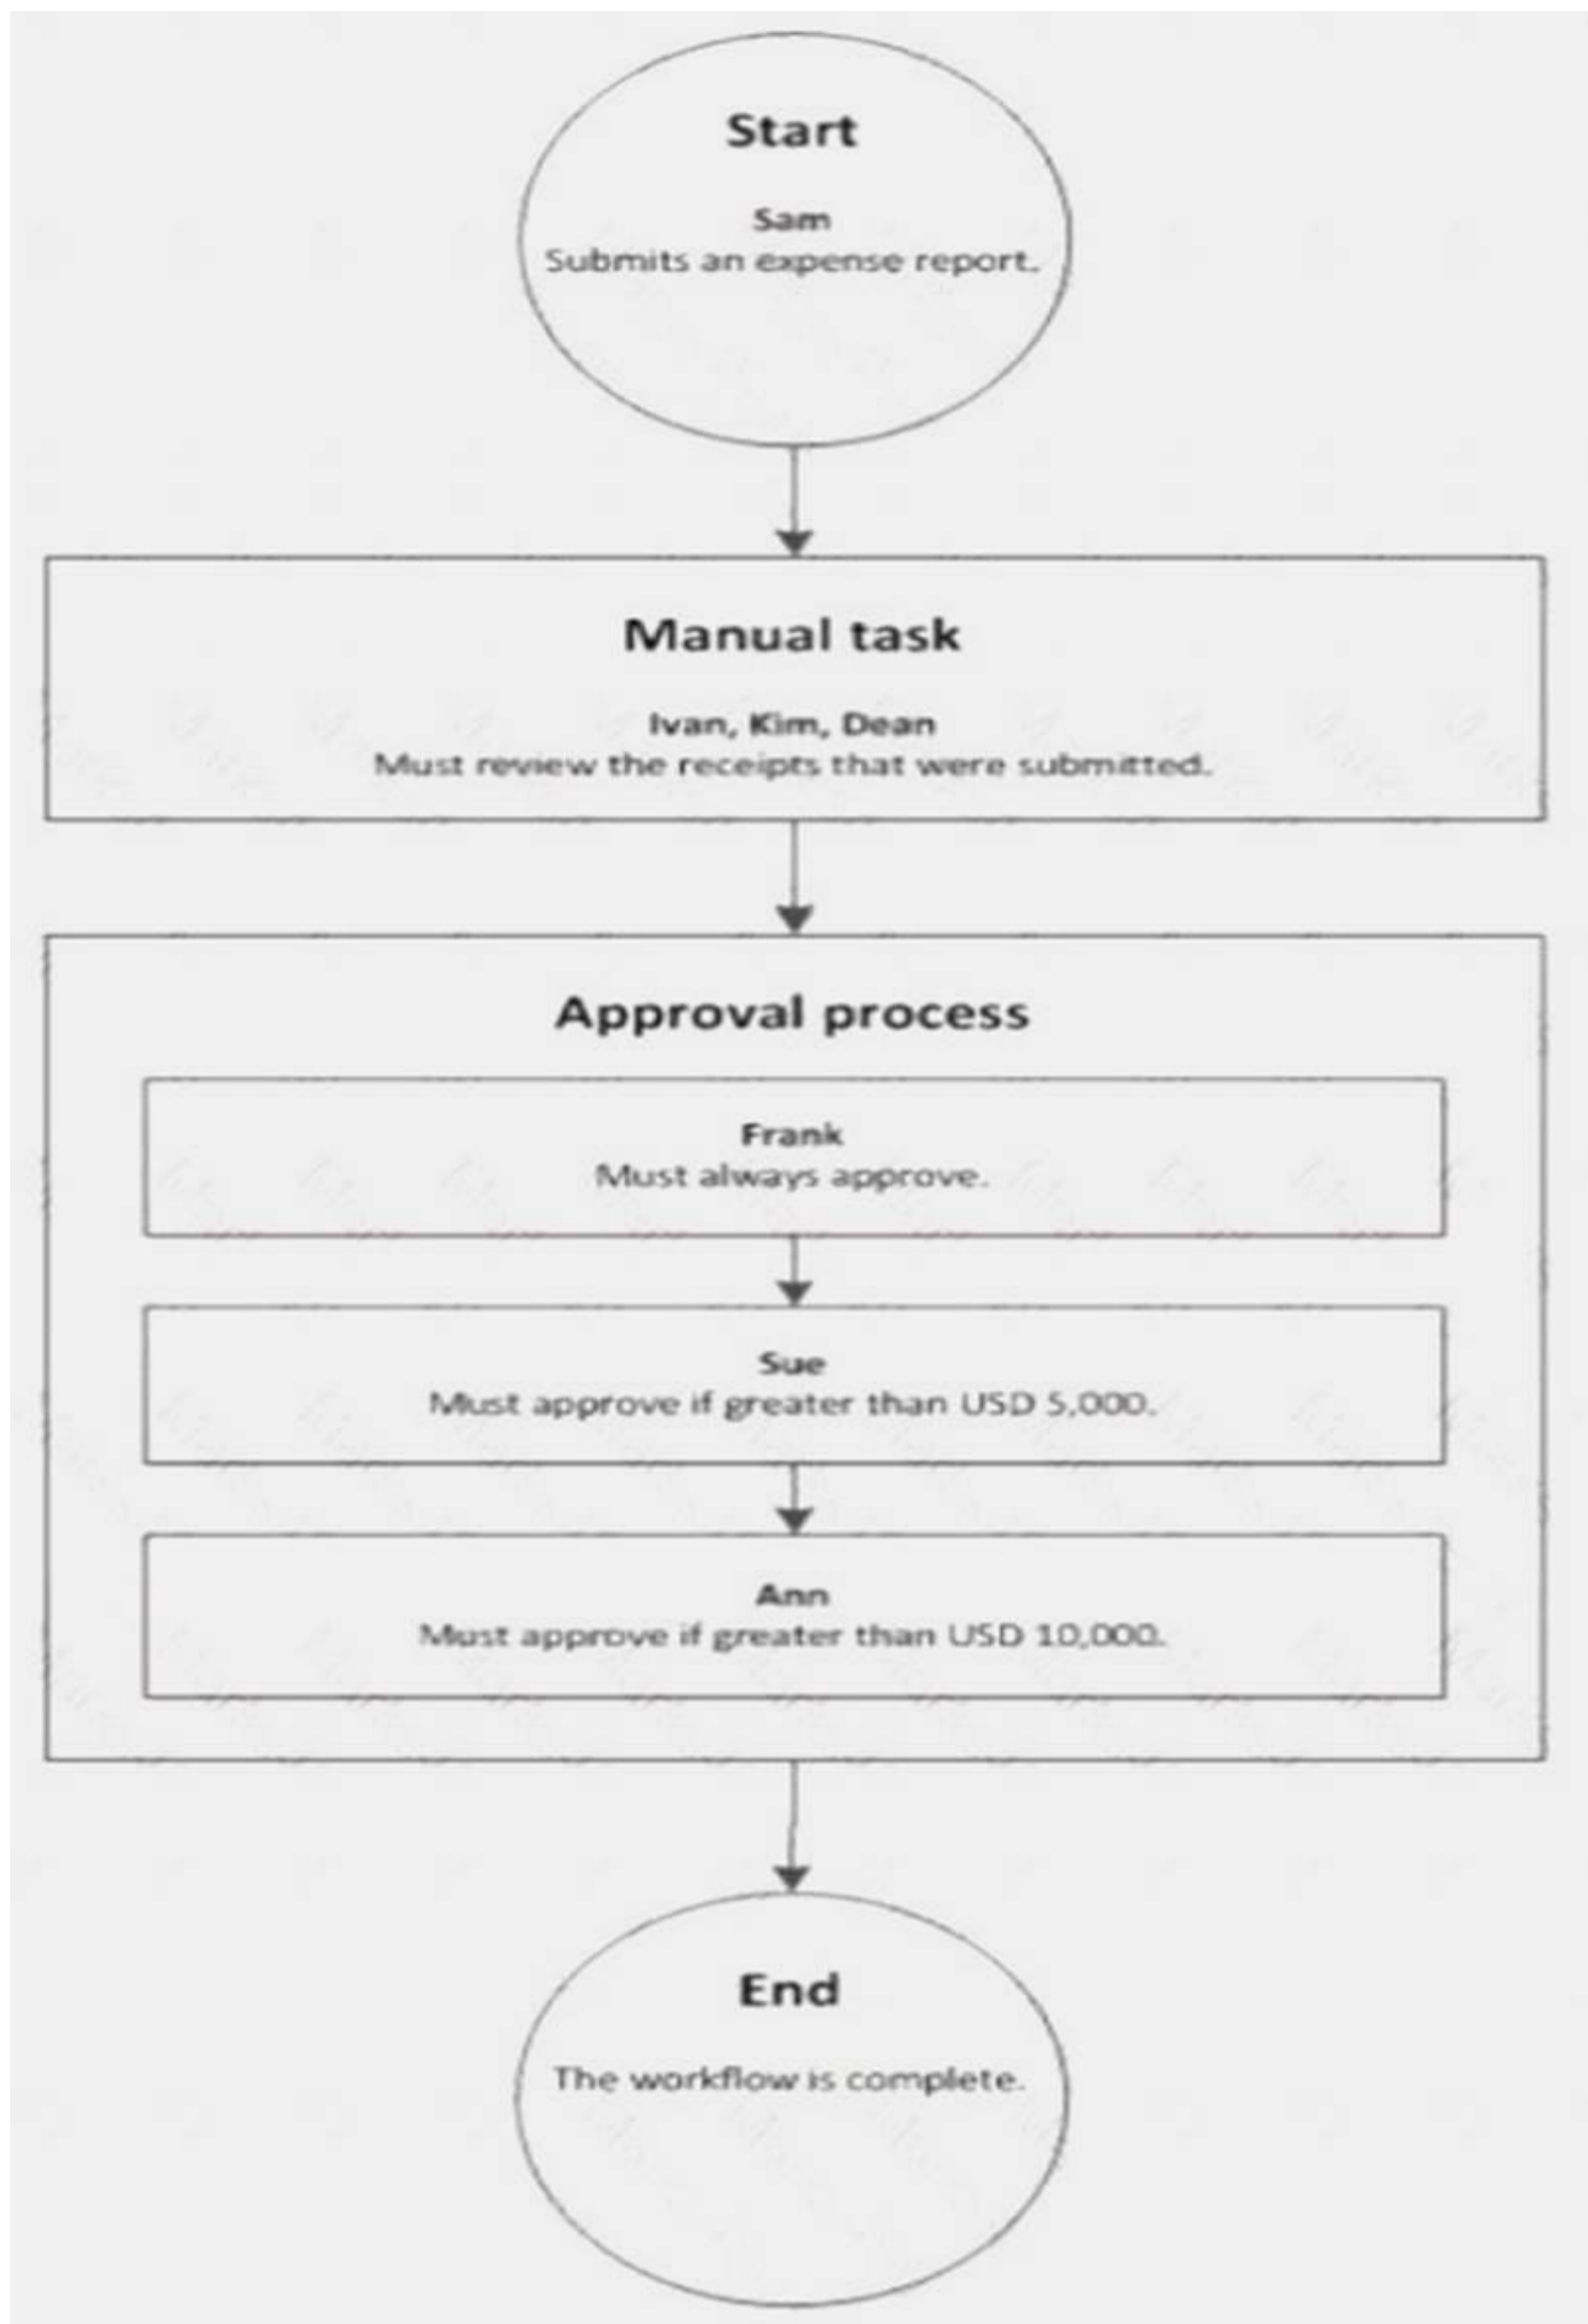 Start
Sam
Submits an expense report.
Manual task
Ivan, Kim, Dean
Must review the receipts that were submitted.
Approval process
Frank
Must always approve.
Sue
Must approve if greater than USD 5,000.
Ann
Must approve if greater than USD 10,000.
End
The workflow is complete.